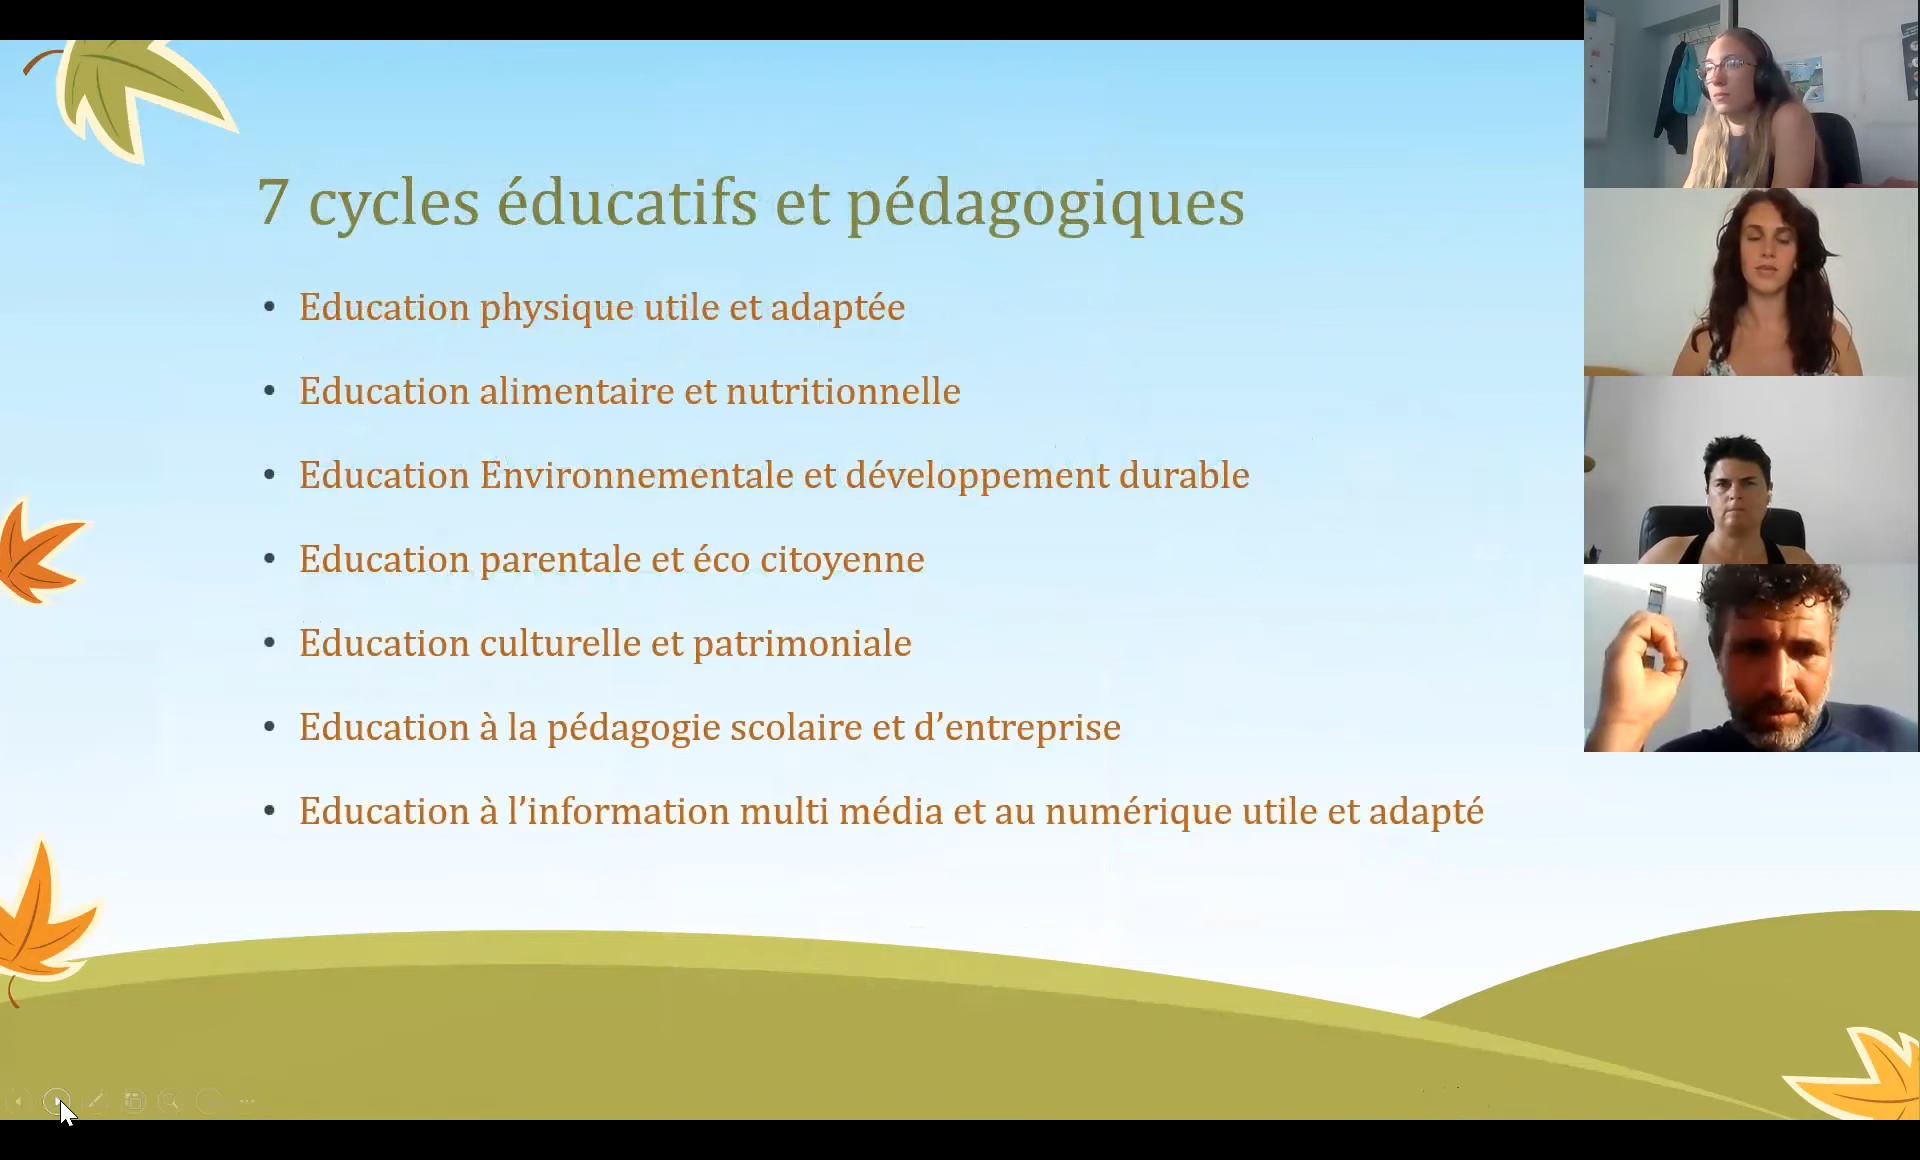 7 cycles éducatifs et pédagogiques
• Education physique utile et adaptée
• Education alimentaire et nutritionnelle
• Education Environnementale et développement durable
• Education parentale et éco citoyenne
• Education culturelle et patrimoniale
• Education à la pédagogie scolaire et d’entreprise
• Education à l’information multi média et au numérique utile et adapté